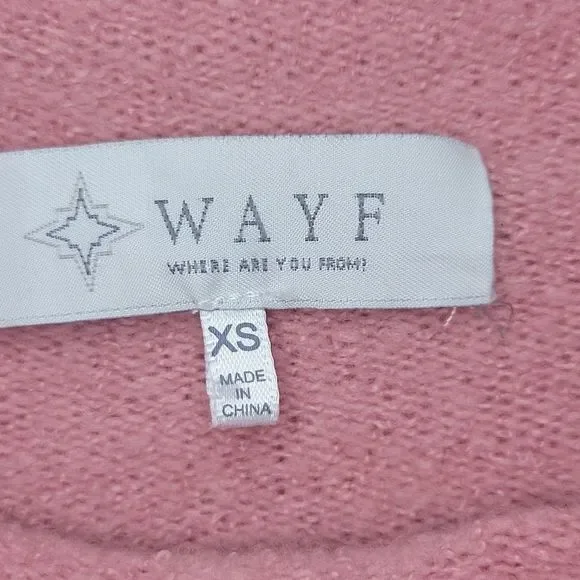 WAYF
WHERE ARE YOU FROM?
XS
MADE
IN
CHINA